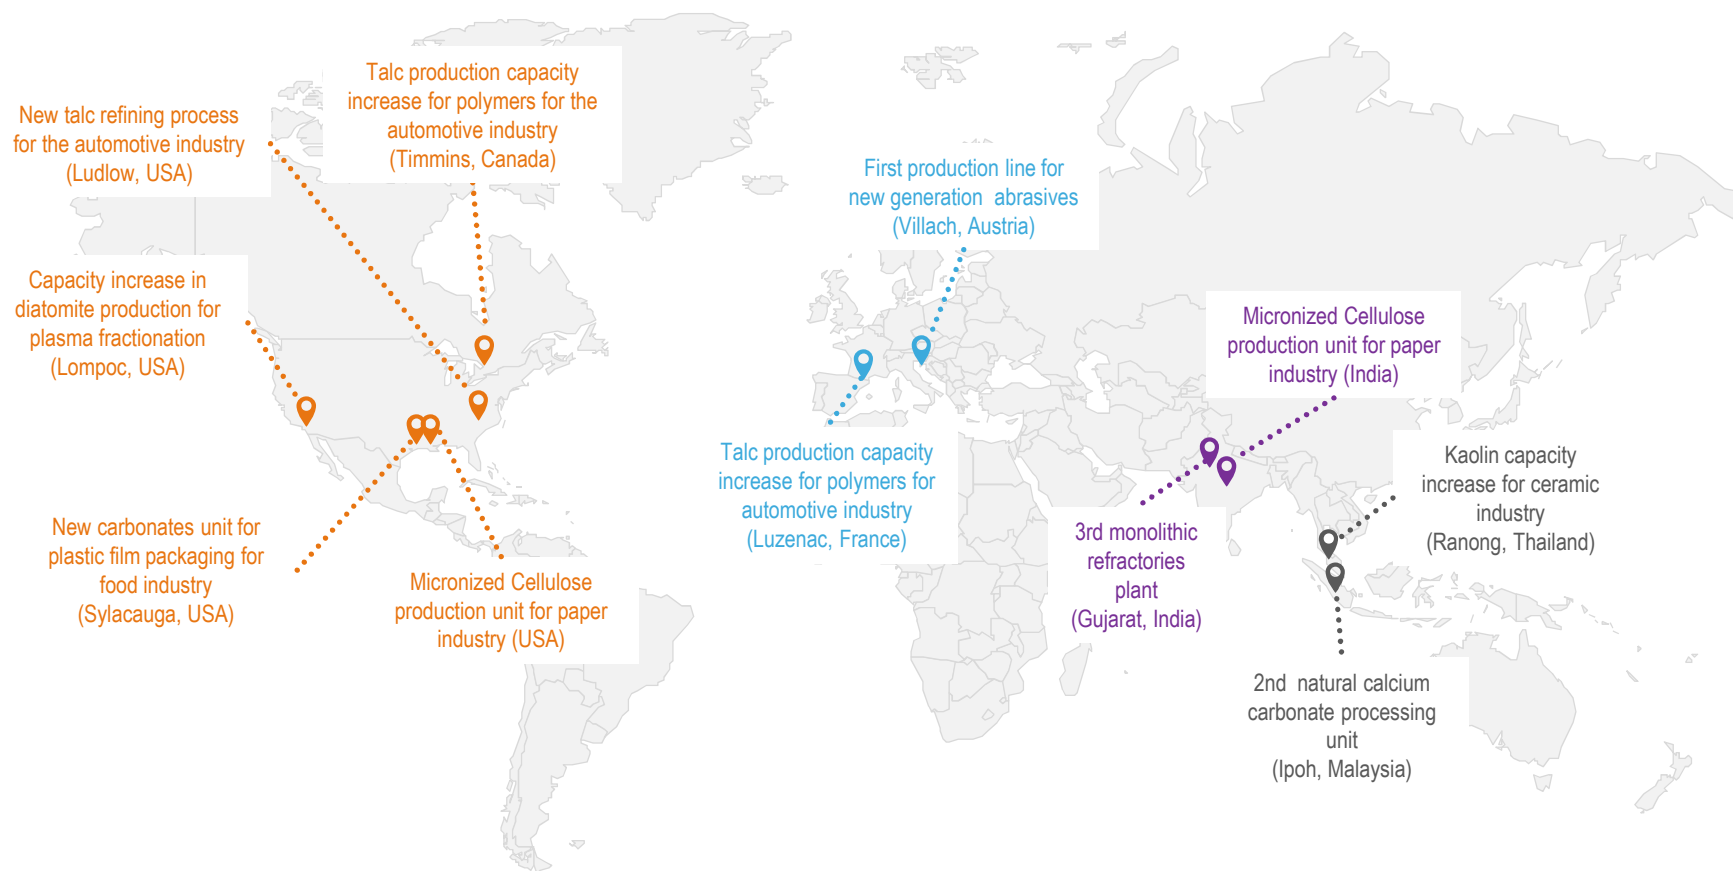 Talc production capacity
increase for polymers for the
automotive industry
(Timmins, Canada)
New talc refining process
for the automotive industry
(Ludlow, USA)
First production line for
new generation  abrasives
(Villach, Austria)
Capacity increase in
diatomite production for
plasma fractionation
(Lompoc, USA)
Micronized Cellulose
production unit for paper
industry (India)
Talc production capacity
increase for polymers for
automotive industry
(Luzenac, France)
Kaolin capacity
increase for ceramic
industry
(Ranong, Thailand)
New carbonates unit for
plastic film packaging for
food industry
(Sylacauga, USA)
3rd monolithic
refractories
plant
(Gujarat, India)
Micronized Cellulose
production unit for paper
industry (USA)
2nd  natural calcium
carbonate processing
unit
(Ipoh, Malaysia)